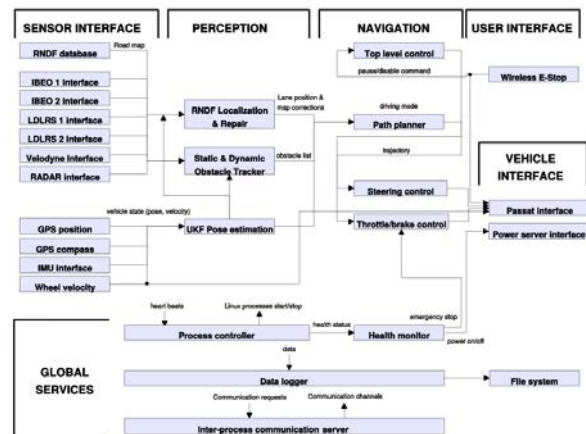 SENSOR INTERFACE
PERCEPTION
NAVIGATION
USER INTERFACE
RNDF database
Road map
Top level control
pause/disable command
Wireless E-Stop
IBEO 1 interface
IBEO 2 interface
LDLRS 1 interface
LDLRS 2 interface
Velodyne interface
RADAR interface
RNDF Localization
& Repair
Lane position &
map corrections
driving mode
Path planner
trajectory
Static & Dynamic
Obstacle Tracker
obstacle list
VEHICLE
INTERFACE
Steering control
Passat interface
vehicle state (pose, velocity)
GPS position
GPS compass
IMU interface
Wheel velocity
UKF Pose estimation
Throttle/brake control
Power server interface
heart beats
Linux processes start/stop
emergency stop
health status
Process controller
Health monitor
power on/off
GLOBAL
SERVICES
data
Data logger
File system
Communication requests
Communication channels
Inter-process communication server